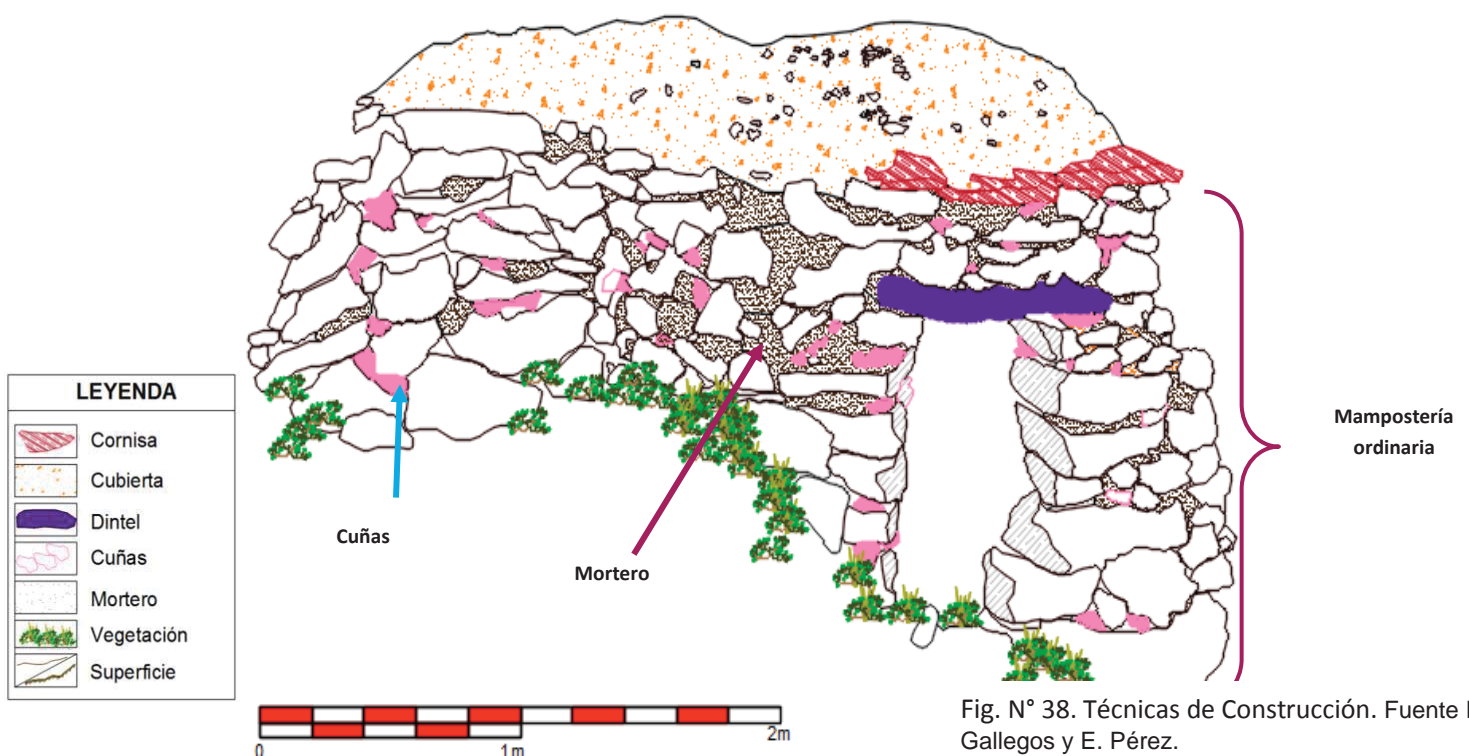 LEYENDA
Cornisa
Cubierta
Dintel
Cuñas
Mortero
Vegetación
Superficie
Cuñas
Mortero
Mampostería
ordinaria
0
1m
2m
Fig. N° 38. Técnicas de Construcción. Fuente
Gallegos y E. Pérez.